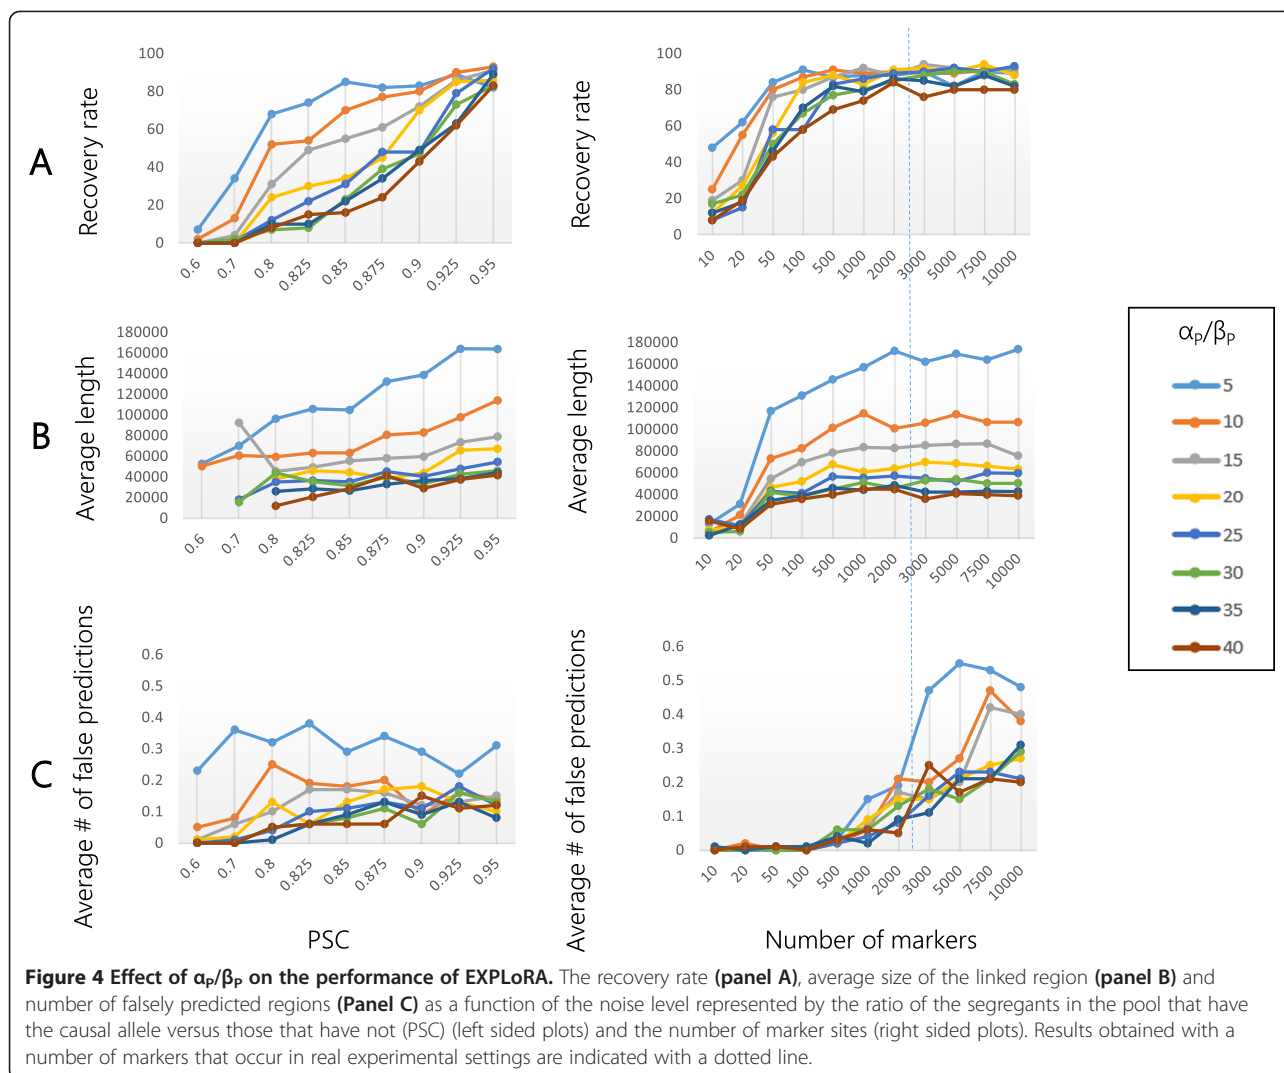 A
Recovery rate
100
80
60
40
20
0
0.6 0.7 0.8 0.825 0.85 0.875 0.9 0.925 0.95
Recovery rate
100
80
60
40
20
0
10 20 50 100 500 1000 2000 3000 5000 7500 10000
B
Average length
180000
160000
140000
120000
100000
80000
60000
40000
20000
0
0.6 0.7 0.8 0.825 0.85 0.875 0.9 0.925 0.95
Average length
180000
160000
140000
120000
100000
80000
60000
40000
20000
0
10 20 50 100 500 1000 2000 3000 5000 7500 10000
C
Average # of false predictions
0.6
0.5
0.4
0.3
0.2
0.1
0
0.6 0.7 0.8 0.825 0.85 0.875 0.9 0.925 0.95
PSC
Average # of false predictions
0.6
0.5
0.4
0.3
0.2
0.1
0
10 20 50 100 500 1000 2000 3000 5000 7500 10000
Number of markers
αP/βP
5
10
15
20
25
30
35
40
Figure 4 Effect of αP/βP on the performance of EXPLoRA. The recovery rate (panel A), average size of the linked region (panel B) and
number of falsely predicted regions (Panel C) as a function of the noise level represented by the ratio of the segregants in the pool that have
the causal allele versus those that have not (PSC) (left sided plots) and the number of marker sites (right sided plots). Results obtained with a
number of markers that occur in real experimental settings are indicated with a dotted line.